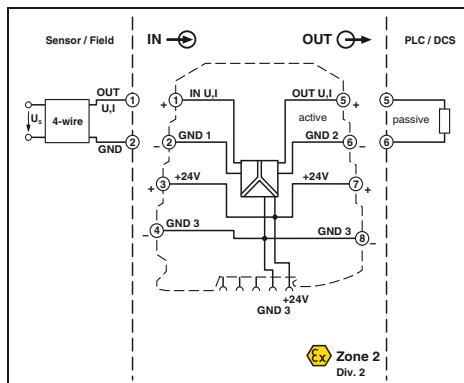 Sensor / Field
IN
OUT
PLC / DCS
OUT
U,I
1
+
1
IN U,I
OUT U,I
5
+
5
Us
4-wire
active
passive
GND
2
–
2
GND 1
GND 2
6
–
6
+
3
+24V
+24V
7
+
–
4
GND 3
GND 3
8
–
+24V
GND 3
Ex
Zone 2
Div. 2